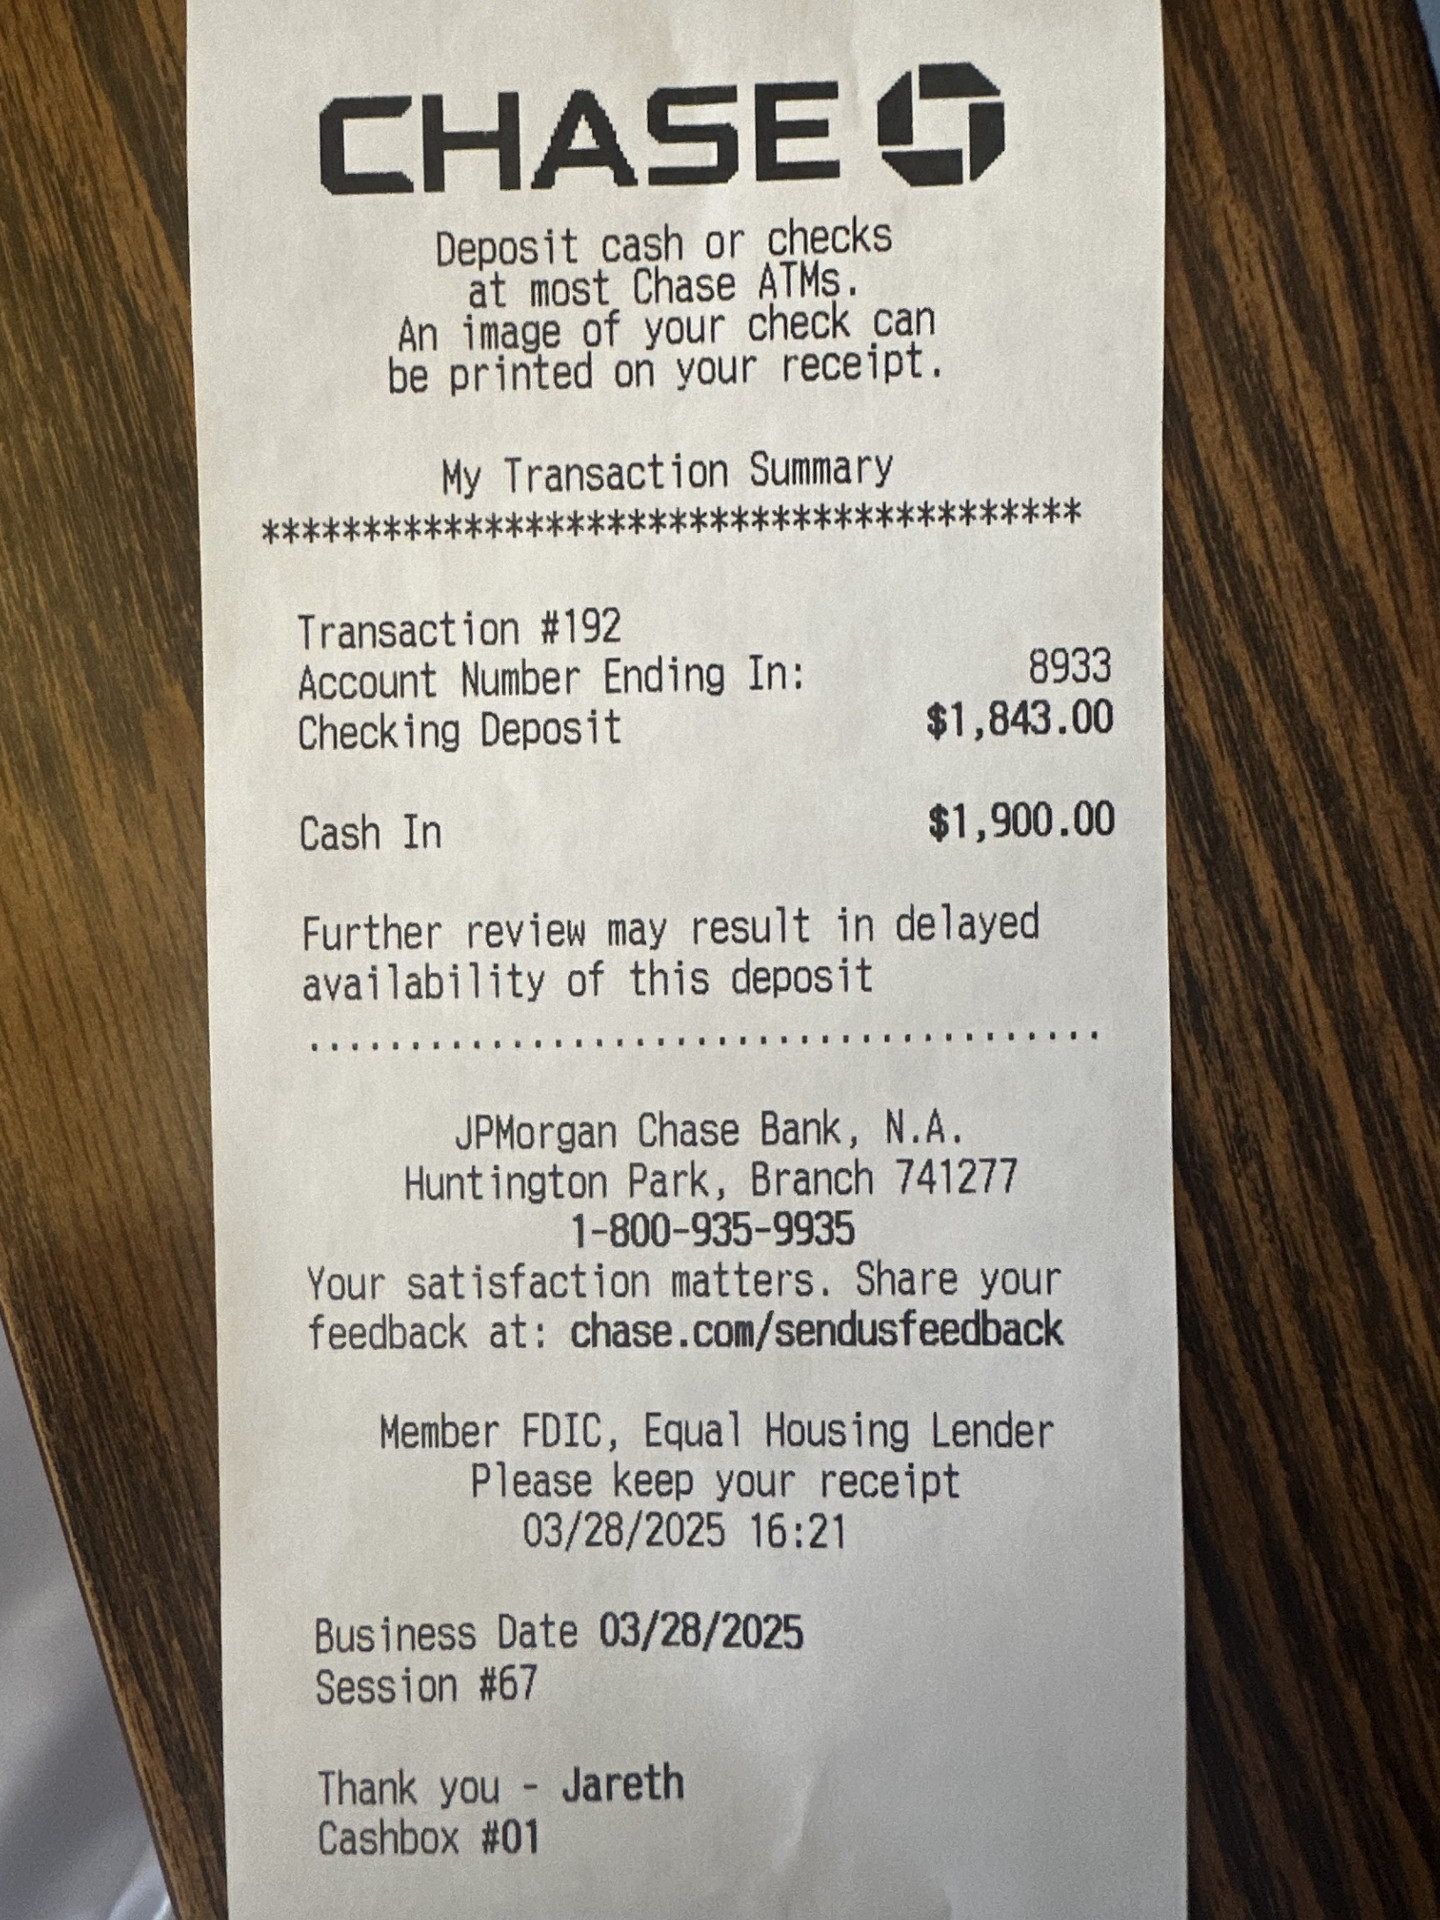 CHASE
Deposit cash or checks
at most Chase ATMs.
An image of your check can
be printed on your receipt.
My Transaction Summary
****************************************
Transaction #192
Account Number Ending In: 8933
Checking Deposit $1,843.00
Cash In $1,900.00
Further review may result in delayed
availability of this deposit
.......................................
JPMorgan Chase Bank, N.A.
Huntington Park, Branch 741277
1-800-935-9935
Your satisfaction matters. Share your
feedback at: chase.com/sendusfeedback
Member FDIC, Equal Housing Lender
Please keep your receipt
03/28/2025 16:21
Business Date 03/28/2025
Session #67
Thank you - Jareth
Cashbox #01